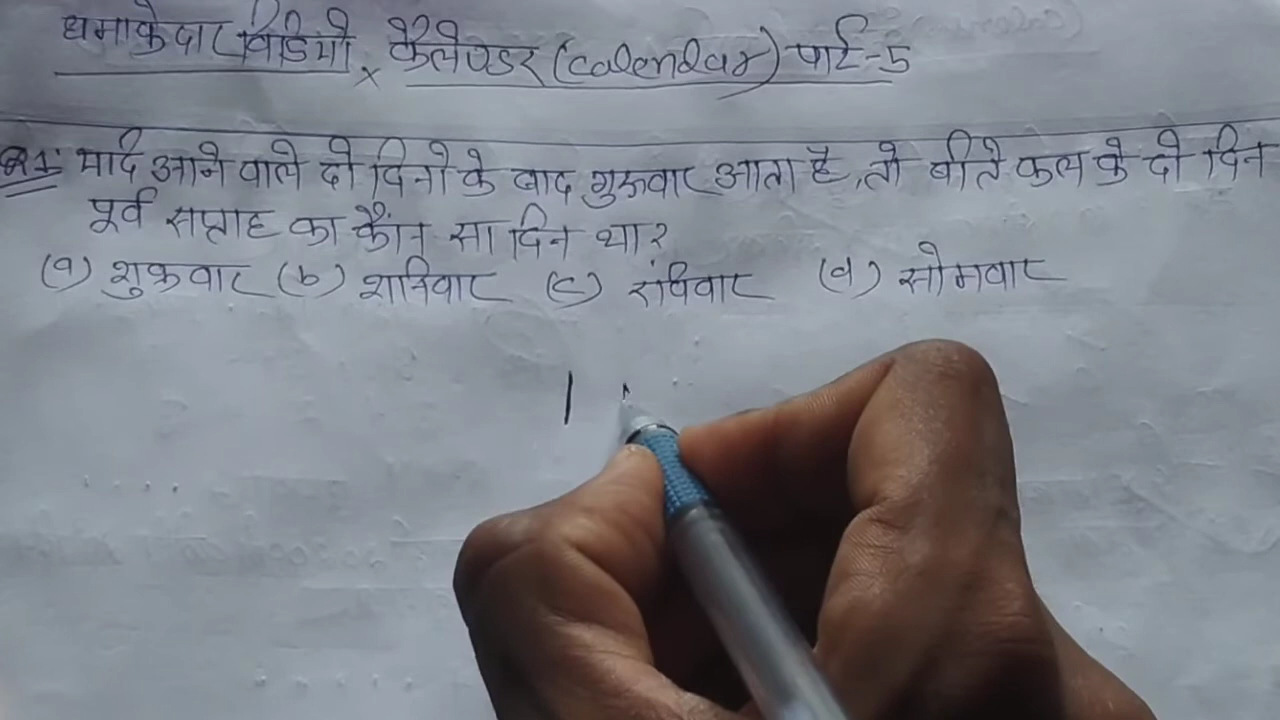 धमाकेदार विडियो x कैलेण्डर (Calendar) पार्ट-5
Q1: यदि आने वाले दो दिनो के बाद गुरूवार आता है, तो बीते कल के दो दिन
पूर्व सप्ताह का कौन सा दिन था?
(a) शुक्रवार (b) शनिवार (c) रविवार (d) सोमवार